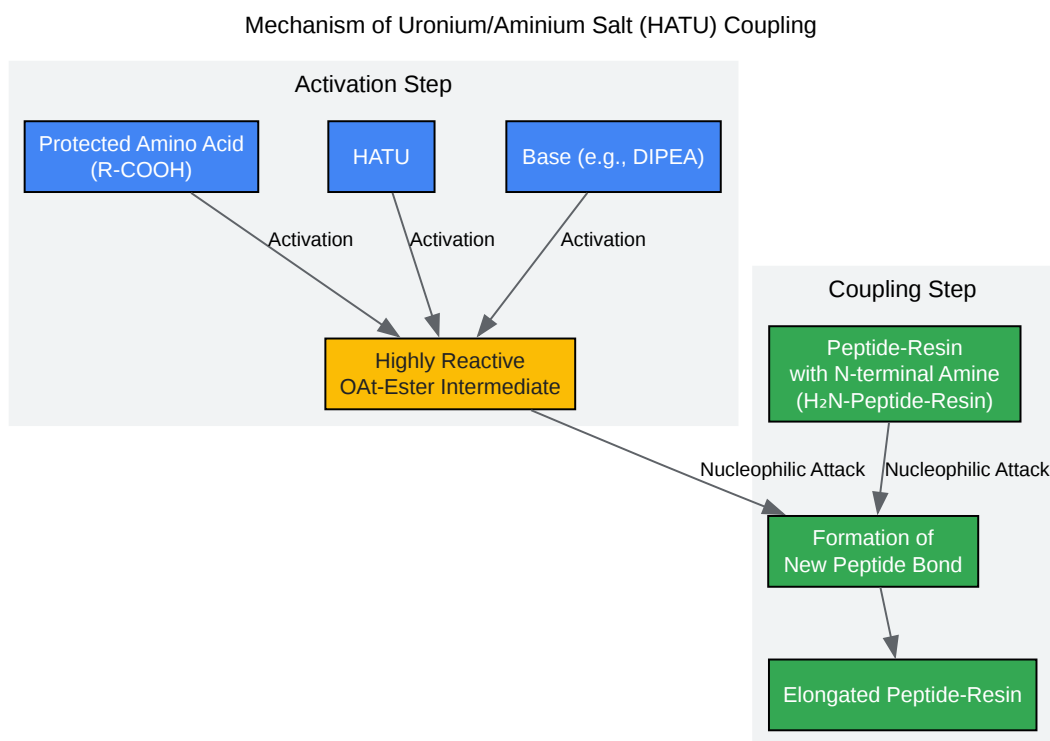 Mechanism of Uronium/Aminium Salt (HATU) Coupling
Activation Step
Protected Amino Acid
(R-COOH)
HATU
Base (e.g., DIPEA)
Activation
Activation
Activation
Highly Reactive
OAt-Ester Intermediate
Coupling Step
Peptide-Resin
with N-terminal Amine
(H₂N-Peptide-Resin)
Nucleophilic Attack
Nucleophilic Attack
Formation of
New Peptide Bond
Elongated Peptide-Resin